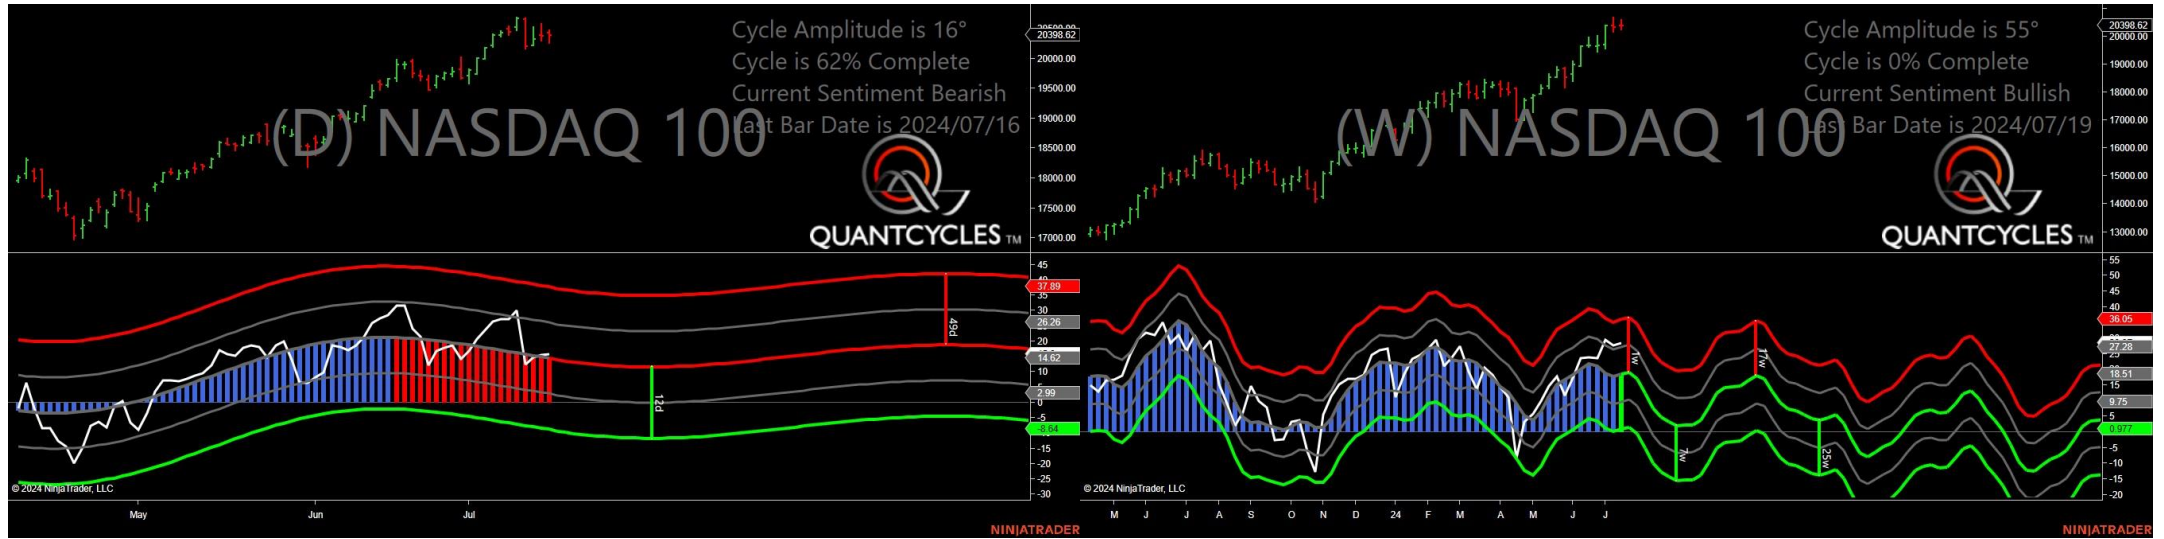 Cycle Amplitude is 16°
Cycle is 62% Complete
Current Sentiment Bearish
Last Bar Date is 2024/07/16
(D) NASDAQ 100
QUANTCYCLES TM
20398.62
20000.00
19500.00
19000.00
18500.00
18000.00
17500.00
17000.00
45
37.89
35
30
26.26
20
14.62
10
2.99
0
-5
-8.64
-15
-20
-25
-30
49d
12d
© 2024 NinjaTrader, LLC
May Jun Jul
NINJATRADER
Cycle Amplitude is 55°
Cycle is 0% Complete
Current Sentiment Bullish
Last Bar Date is 2024/07/19
(W) NASDAQ 100
QUANTCYCLES TM
20398.62
20000.00
19000.00
18000.00
17000.00
16000.00
15000.00
14000.00
13000.00
55
50
45
40
36.05
27.28
25
18.51
15
9.75
5
0.977
-5
-10
-15
-20
1w
17w
7w
25w
© 2024 NinjaTrader, LLC
M J J A S O N D 24 F M A M J J
NINJATRADER